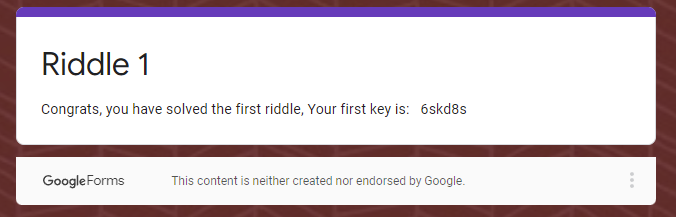 Riddle 1
Congrats, you have solved the first riddle, Your first key is: 6skd8s
Google Forms This content is neither created nor endorsed by Google.